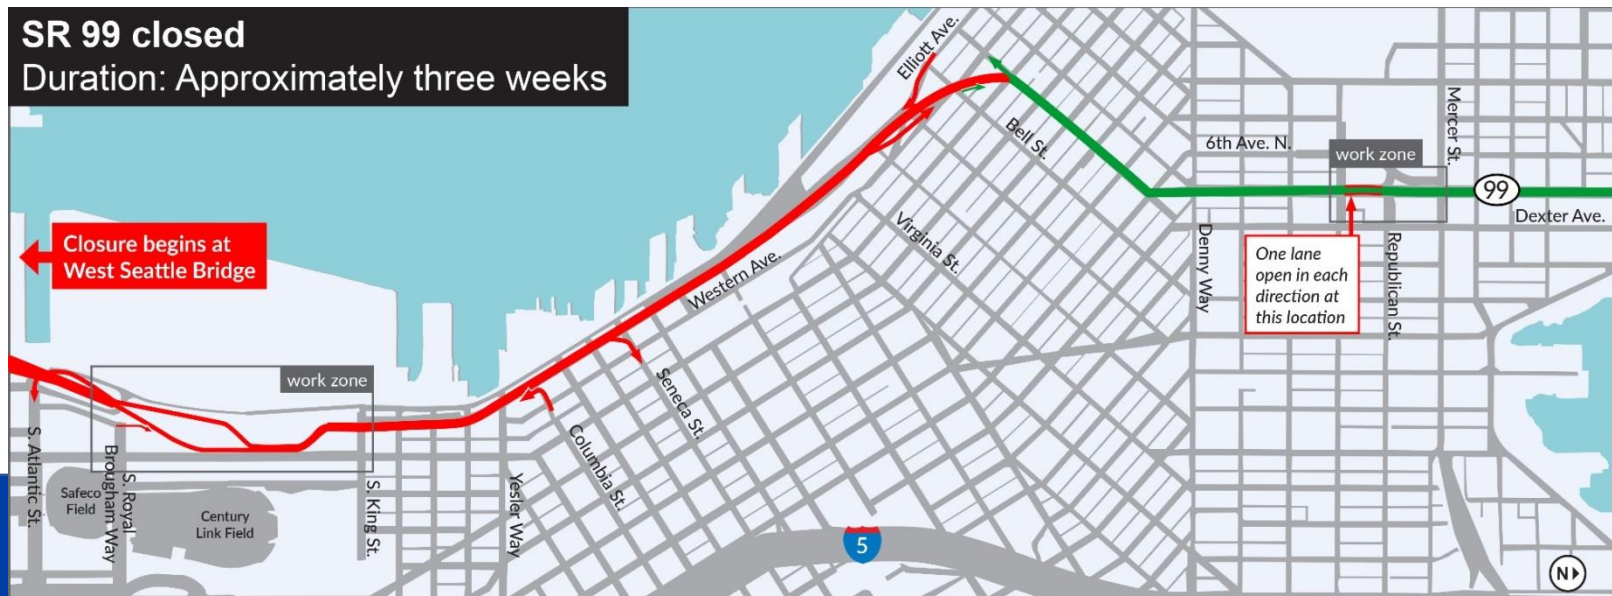 SR 99 closed
Duration: Approximately three weeks
Elliott Ave.
Bell St.
6th Ave. N.
work zone
Mercer St.
99
Dexter Ave.
Closure begins at
West Seattle Bridge
Western Ave.
Virginia St.
Denny Way
One lane
open in each
direction at
this location
Republican St.
work zone
Seneca St.
Columbia St.
S. Atlantic St.
Safeco
Field
S. Royal
Brougham Way
Century
Link Field
S. King St.
Yesler Way
5
N